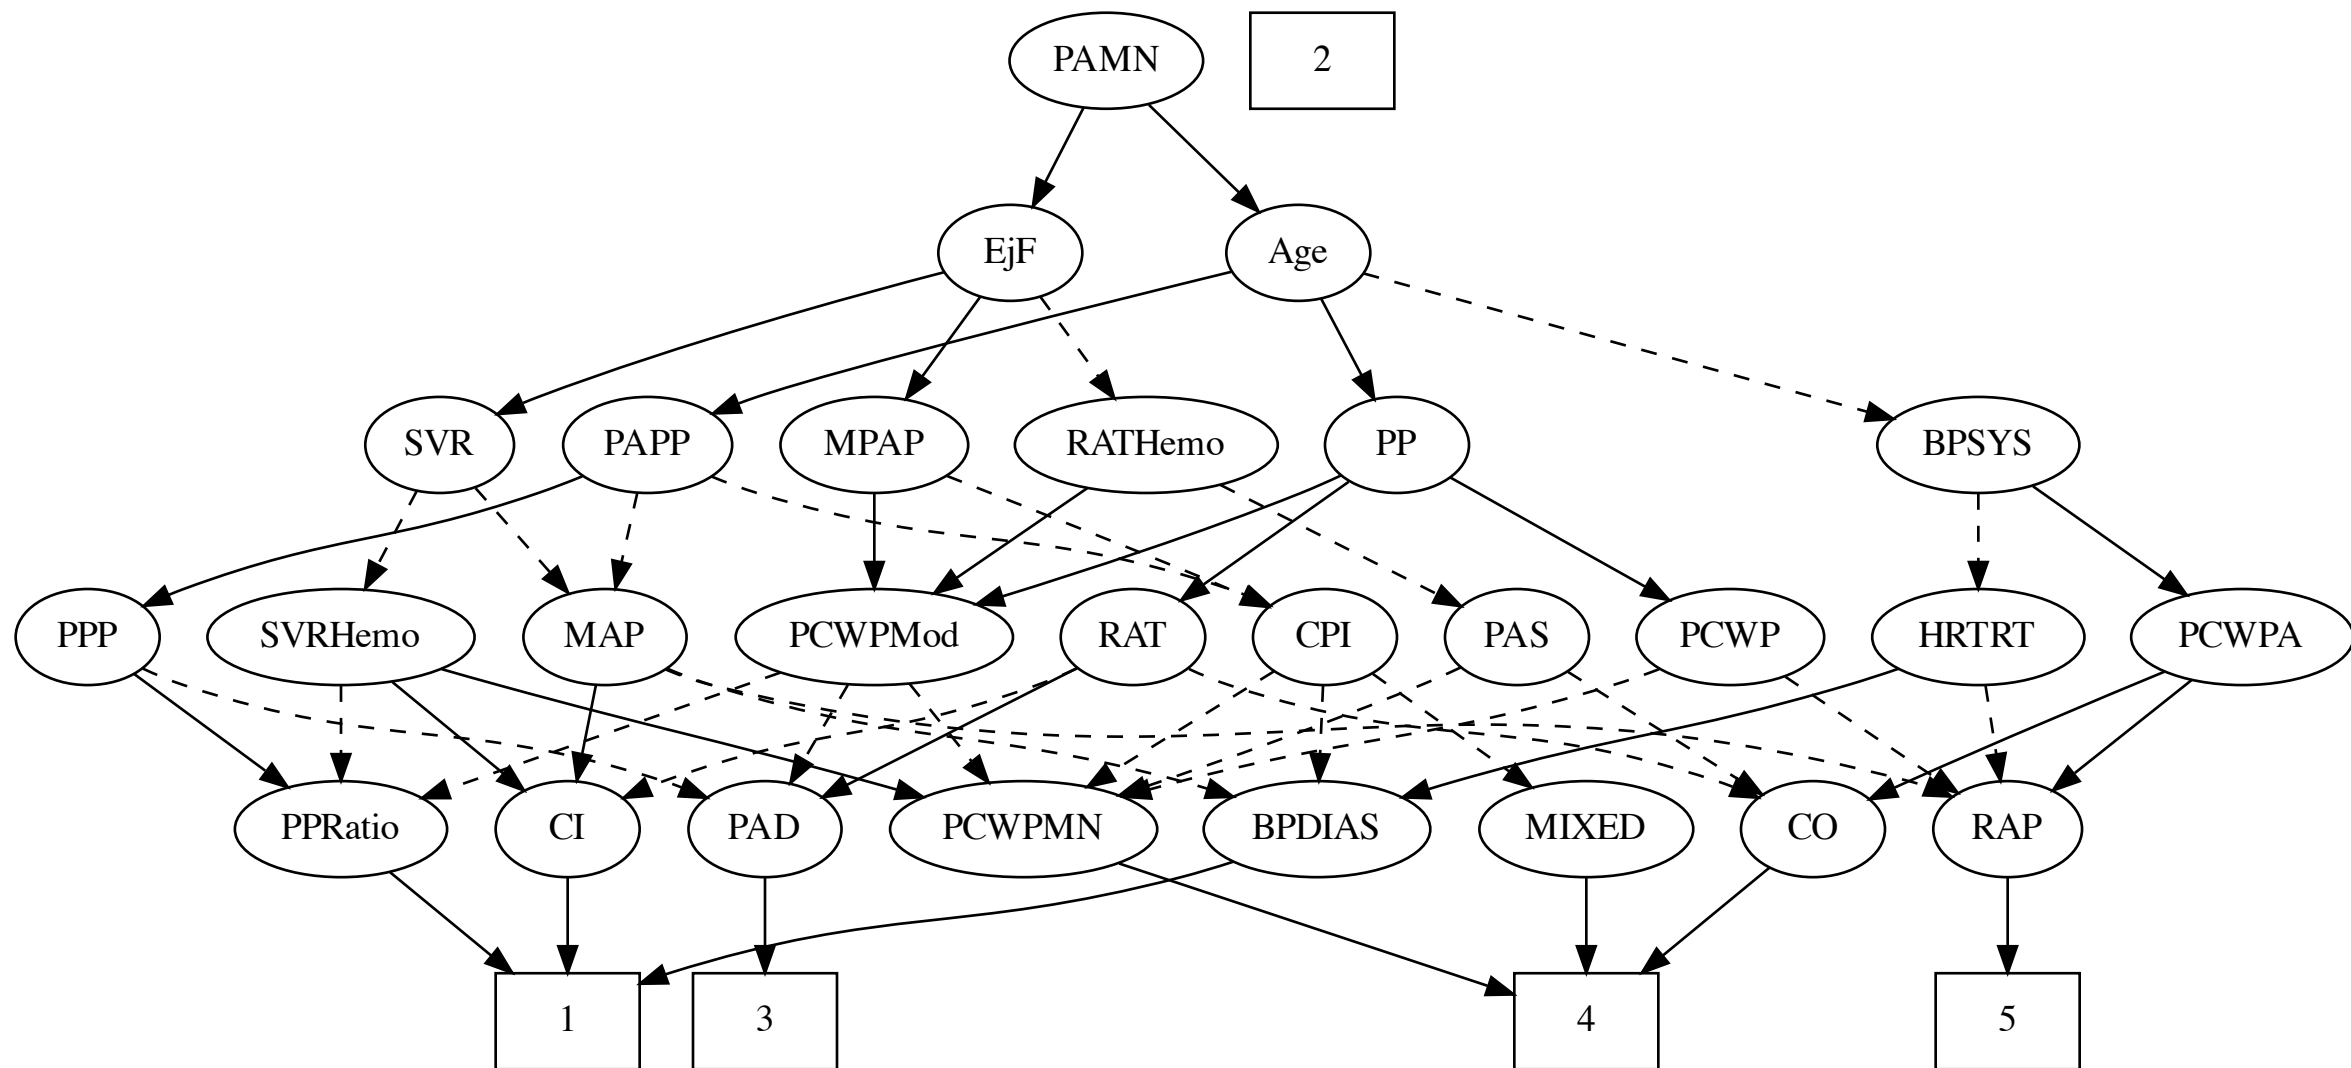 PAMN
2
EjF
Age
SVR
PAPP
MPAP
RATHemo
PP
BPSYS
PPP
SVRHemo
MAP
PCWPMod
RAT
CPI
PAS
PCWP
HRTRT
PCWPA
PPRatio
CI
PAD
PCWPMN
BPDIAS
MIXED
CO
RAP
1
3
4
5